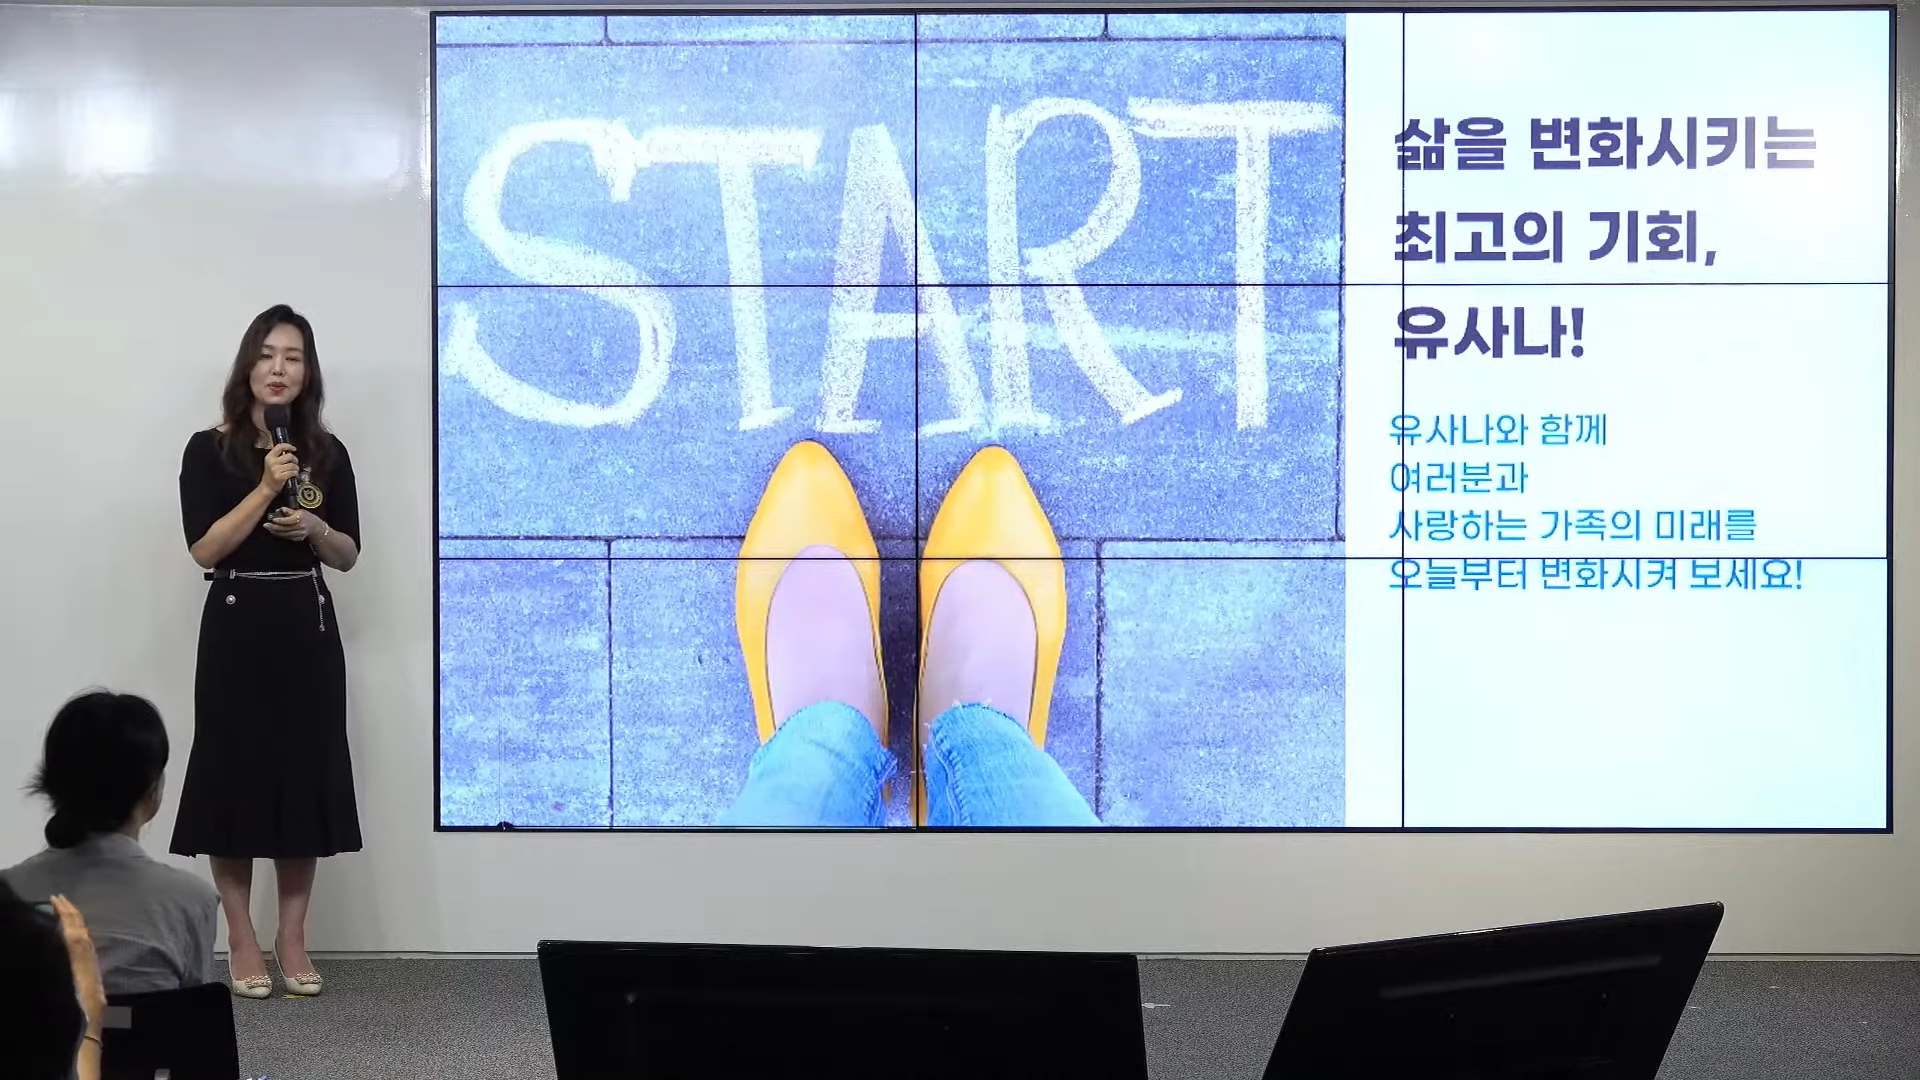 START
삶을 변화시키는
최고의 기회,
유사나!
유사나와 함께
여러분과
사랑하는 가족의 미래를
오늘부터 변화시켜 보세요!